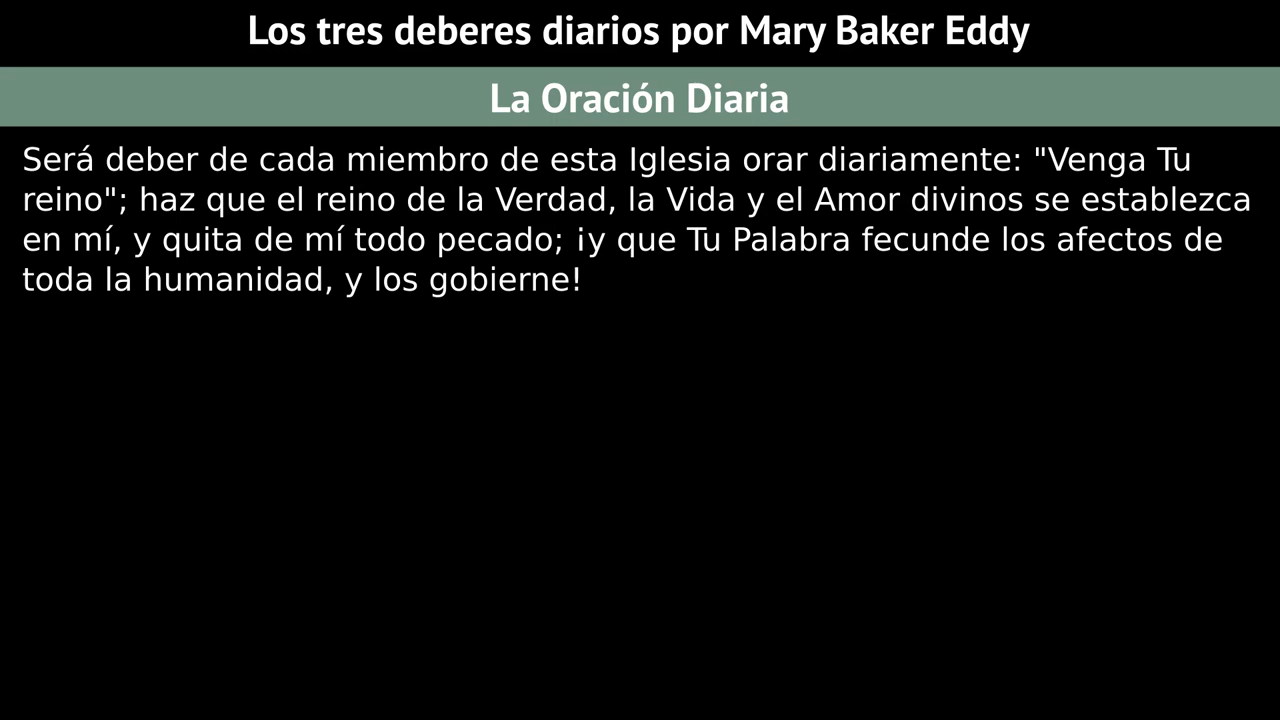 Los tres deberes diarios por Mary Baker Eddy
La Oración Diaria
Será deber de cada miembro de esta Iglesia orar diariamente: "Venga Tu
reino"; haz que el reino de la Verdad, la Vida y el Amor divinos se establezca
en mí, y quita de mí todo pecado; ¡y que Tu Palabra fecunde los afectos de
toda la humanidad, y los gobierne!